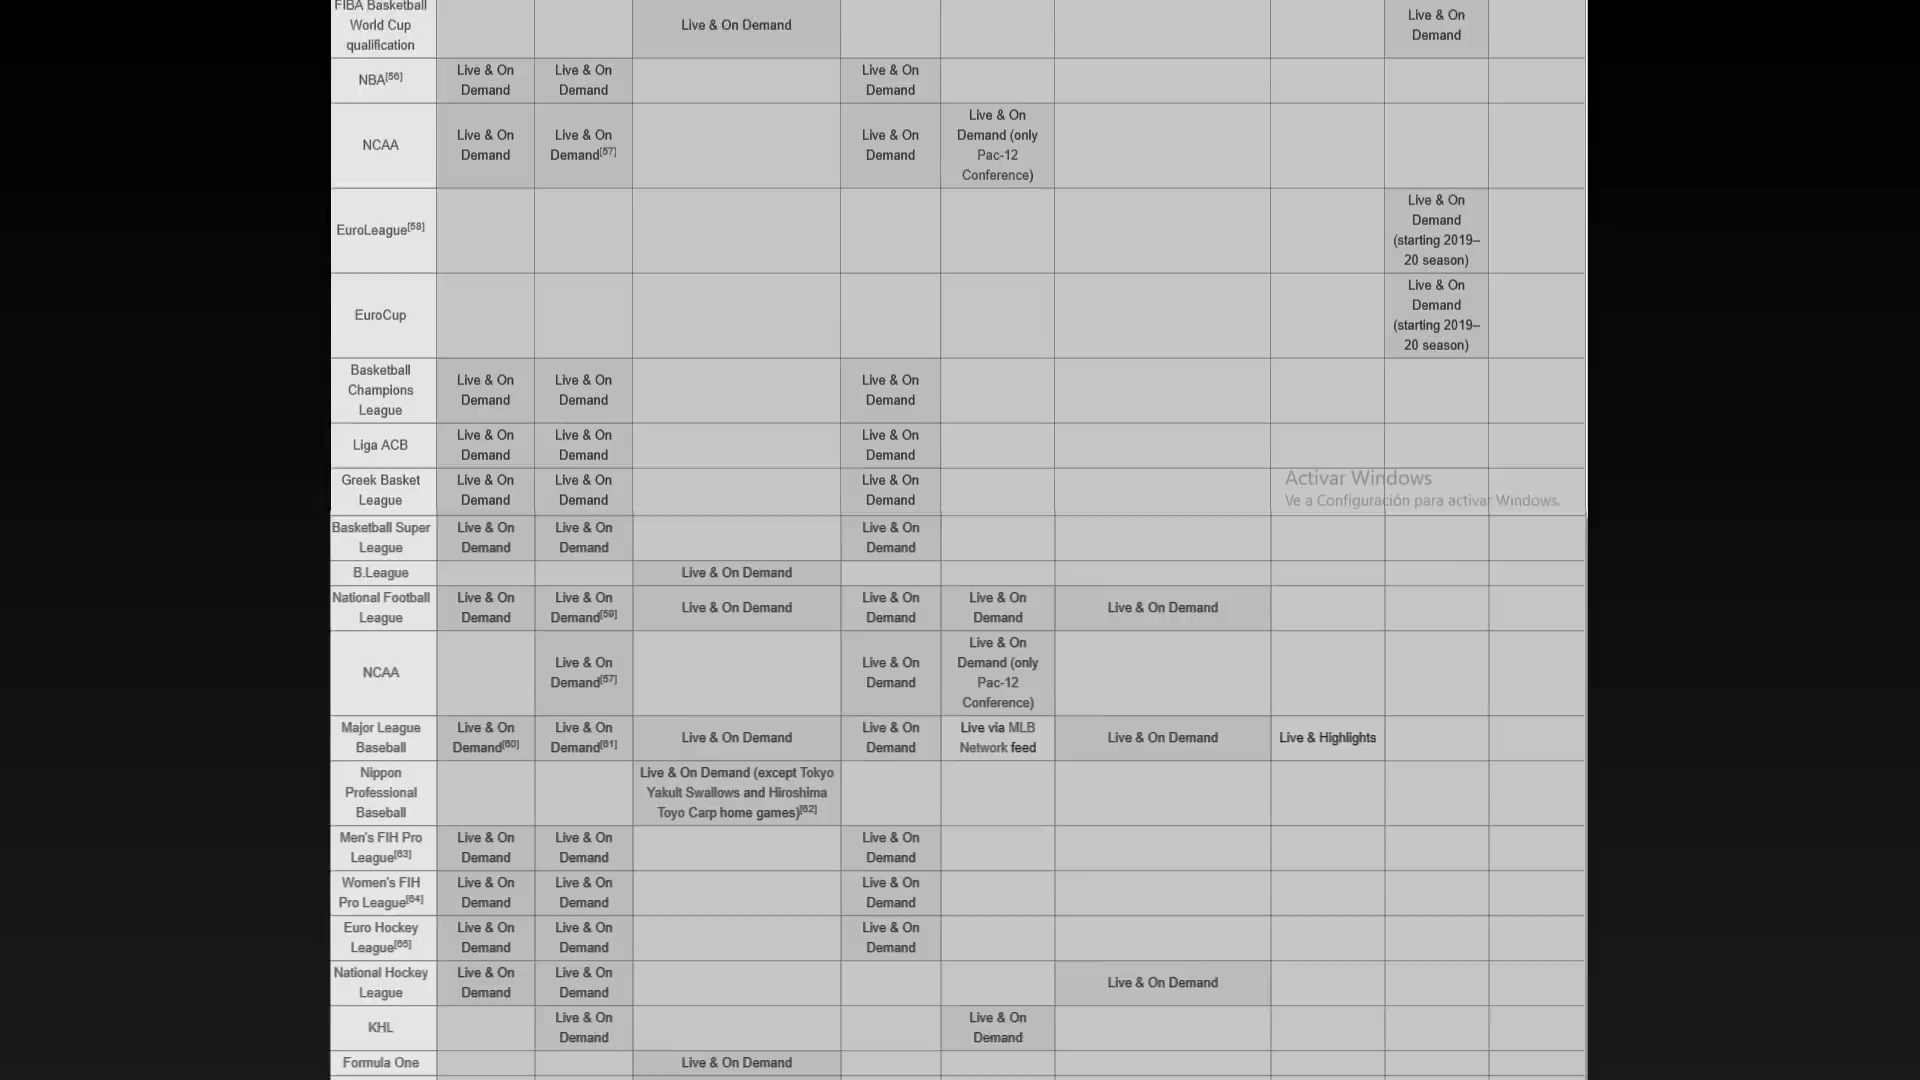 FIBA Basketball
World Cup
qualification
Live & On Demand
Live & On
Demand
NBA[56]
Live & On
Demand
Live & On
Demand
Live & On
Demand
NCAA
Live & On
Demand
Live & On
Demand[57]
Live & On
Demand
Live & On
Demand (only
Pac-12
Conference)
EuroLeague[58]
Live & On
Demand
(starting 2019–
20 season)
EuroCup
Live & On
Demand
(starting 2019–
20 season)
Basketball
Champions
League
Live & On
Demand
Live & On
Demand
Live & On
Demand
Liga ACB
Live & On
Demand
Live & On
Demand
Live & On
Demand
Greek Basket
League
Live & On
Demand
Live & On
Demand
Live & On
Demand
Activar Windows
Ve a Configuración para activar Windows.
Basketball Super
League
Live & On
Demand
Live & On
Demand
Live & On
Demand
B.League
Live & On Demand
National Football
League
Live & On
Demand
Live & On
Demand[59]
Live & On Demand
Live & On
Demand
Live & On
Demand
Live & On Demand
NCAA
Live & On
Demand[57]
Live & On
Demand
Live & On
Demand (only
Pac-12
Conference)
Major League
Baseball
Live & On
Demand[60]
Live & On
Demand[61]
Live & On Demand
Live & On
Demand
Live via MLB
Network feed
Live & On Demand
Live & Highlights
Nippon
Professional
Baseball
Live & On Demand (except Tokyo
Yakult Swallows and Hiroshima
Toyo Carp home games)[62]
Men's FIH Pro
League[63]
Live & On
Demand
Live & On
Demand
Live & On
Demand
Women's FIH
Pro League[64]
Live & On
Demand
Live & On
Demand
Live & On
Demand
Euro Hockey
League[65]
Live & On
Demand
Live & On
Demand
Live & On
Demand
National Hockey
League
Live & On
Demand
Live & On
Demand
Live & On Demand
KHL
Live & On
Demand
Live & On
Demand
Formula One
Live & On Demand